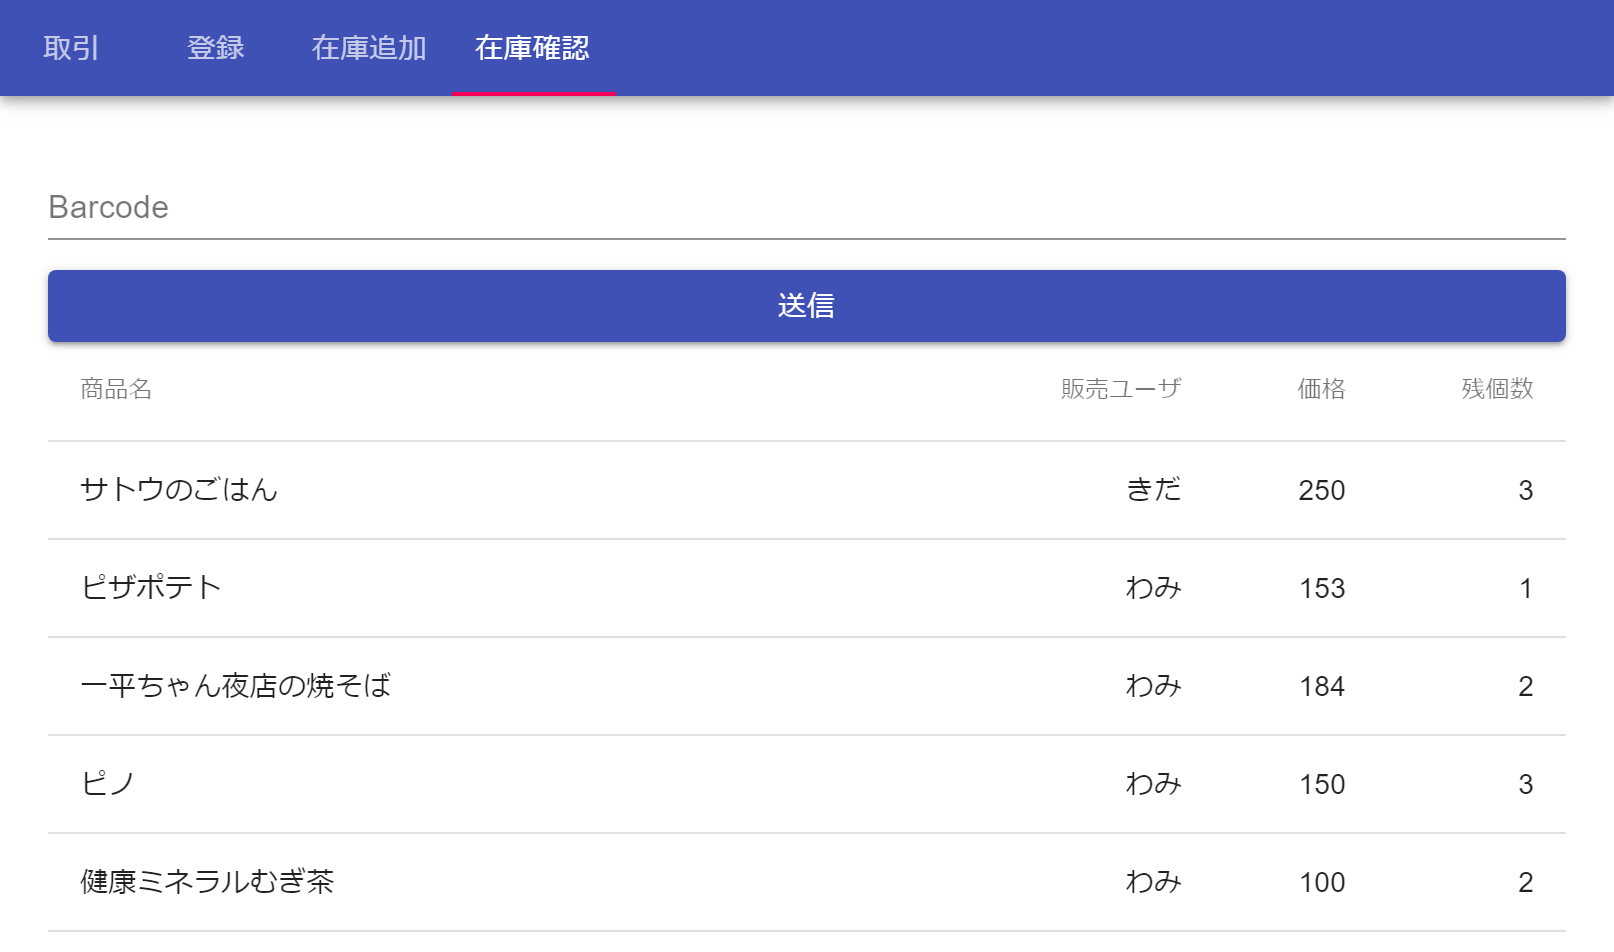 取引 登録 在庫追加 在庫確認
Barcode
送信
商品名 販売ユーザ 価格 残個数
サトウのごはん きだ 250 3
ピザポテト わみ 153 1
一平ちゃん夜店の焼そば わみ 184 2
ピノ わみ 150 3
健康ミネラルむぎ茶 わみ 100 2